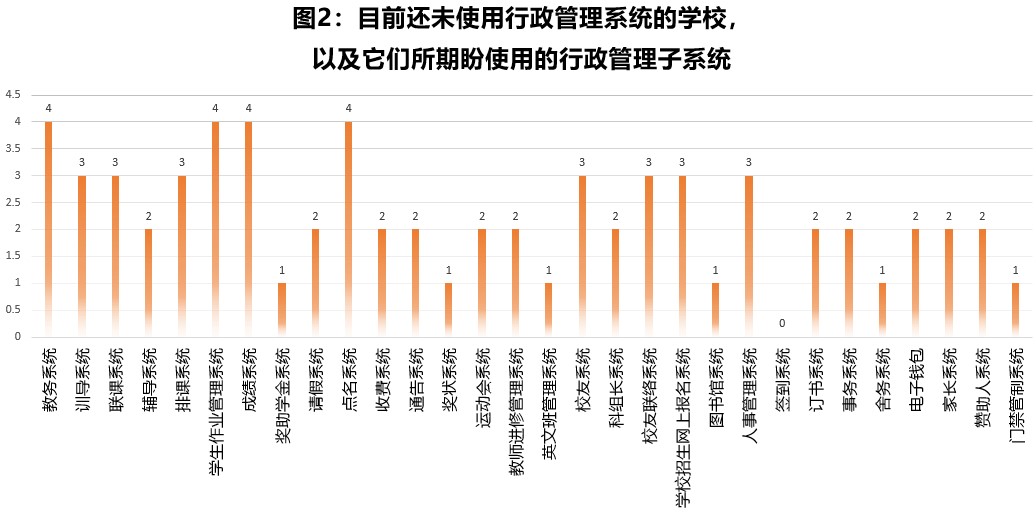 图2：目前还未使用行政管理系统的学校，
以及它们所期盼使用的行政管理子系统
4.5
4
3.5
3
2.5
2
1.5
1
0.5
0
4
3
3
2
3
4
4
1
2
4
2
2
1
2
2
1
3
2
3
3
1
3
0
2
2
1
2
2
2
1
教务系统
训导系统
联课系统
辅导系统
排课系统
学生作业管理系统
成绩系统
奖助学金系统
请假系统
点名系统
收费系统
通告系统
奖状系统
运动会系统
教师进修管理系统
英文班管理系统
校友系统
科组长系统
校友联络系统
学校招生网上报名系统
图书馆系统
人事管理系统
签到系统
订书系统
事务系统
舍务系统
电子钱包
家长系统
赞助人系统
门禁管制系统